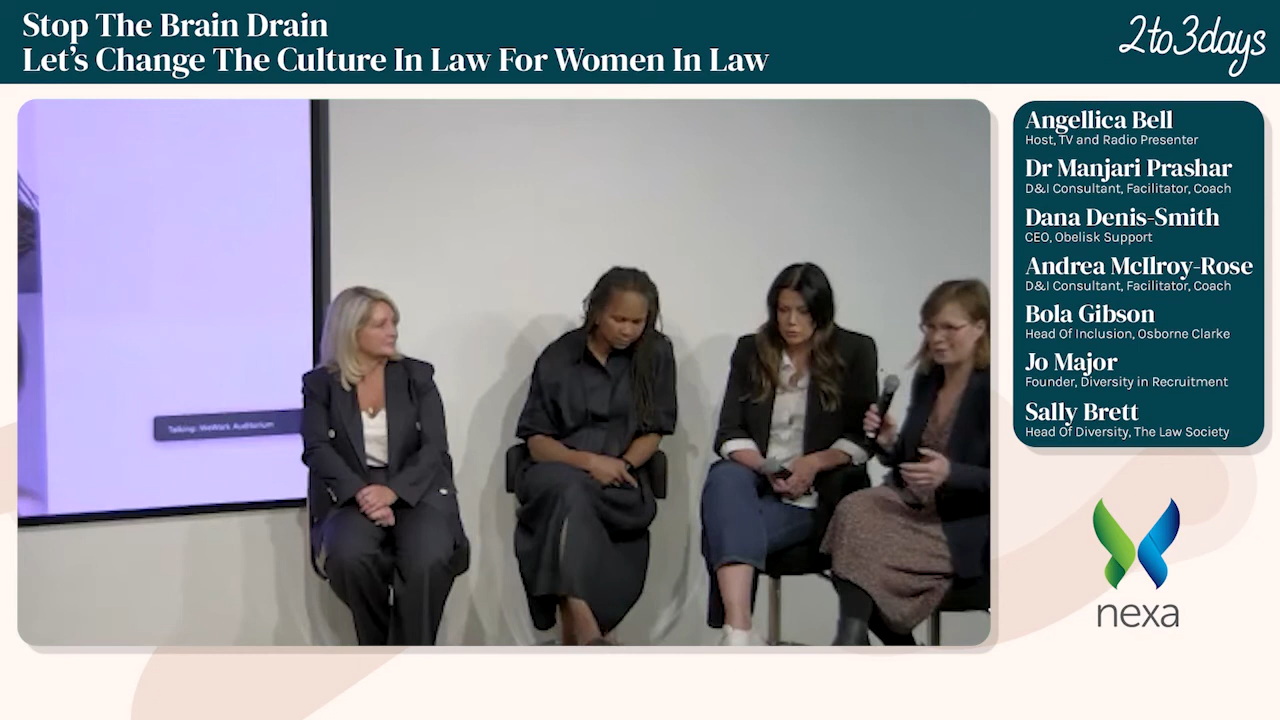 Stop The Brain Drain
Let's Change The Culture In Law For Women In Law
2to3days
Angellica Bell
Host, TV and Radio Presenter
Dr Manjari Prashar
D&I Consultant, Facilitator, Coach
Dana Denis-Smith
CEO, Obelisk Support
Andrea McIlroy-Rose
D&I Consultant, Facilitator, Coach
Bola Gibson
Head Of Inclusion, Osborne Clarke
Jo Major
Founder, Diversity in Recruitment
Sally Brett
Head Of Diversity, The Law Society
Talking: WeWork Auditorium
nexa